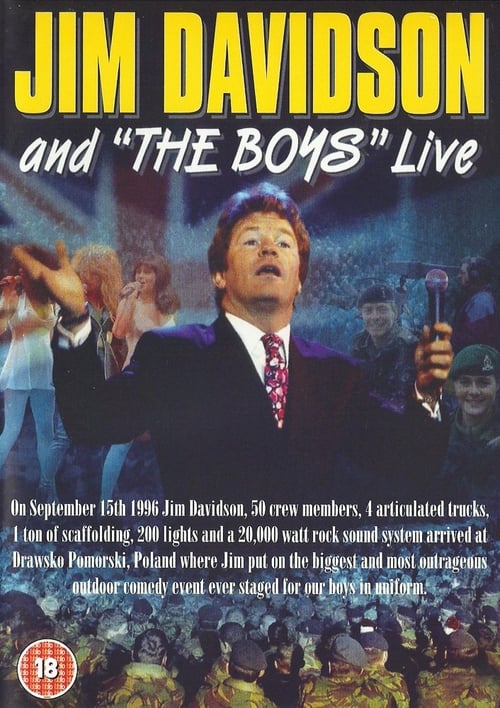 JIM DAVIDSON
and "THE BOYS" Live
On September 15th 1996 Jim Davidson, 50 crew members, 4 articulated trucks,
1 ton of scaffolding, 200 lights and a 20,000 watt rock sound system arrived at
Drawsko Pomorski, Poland where Jim put on the biggest and most outrageous
outdoor comedy event ever staged for our boys in uniform.
18